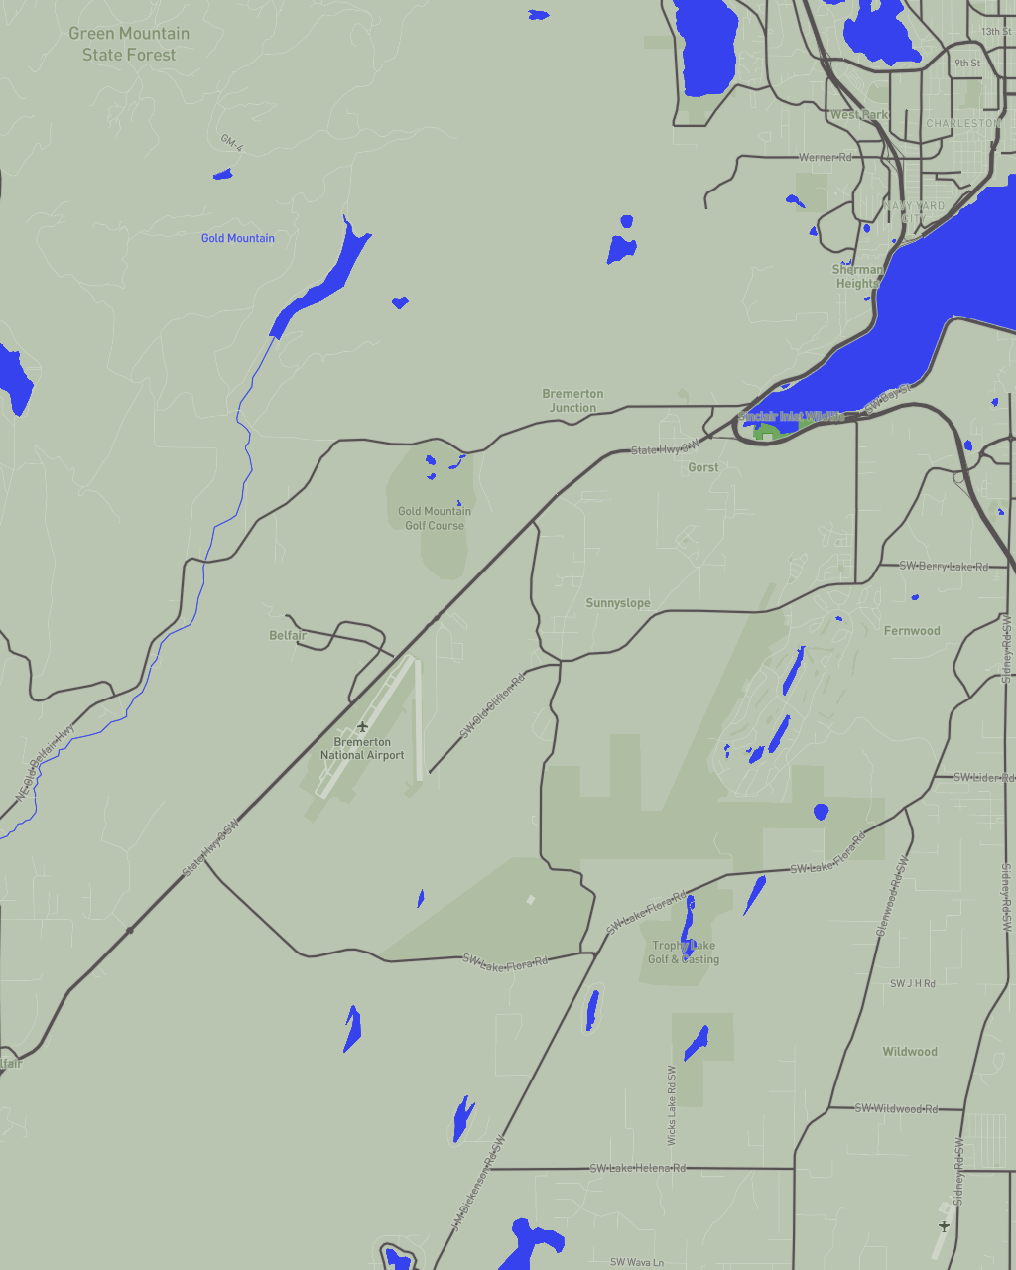 Green Mountain
State Forest
13th St
9th St
West Park
CHARLESTON
GM-4
Werner Rd
NAVY YARD
CITY
Gold Mountain
Sherman
Heights
Bremerton
Junction
SW Bay St
Sinclair Inlet Wildlife
State Hwy 3 W
Gorst
Gold Mountain
Golf Course
SW Berry Lake Rd
Sunnyslope
Belfair
Fernwood
Sidney Rd SW
SW Old Clifton Rd
Bremerton
National Airport
NE Old Belfair Hwy
SW Lider Rd
State Hwy 3 SW
SW Lake Flora Rd
Glenwood Rd SW
Sidney Rd SW
SW Lake Flora Rd
Trophy Lake
Golf & Casting
SW Lake Flora Rd
SW J H Rd
Wildwood
lfair
Wicks Lake Rd SW
SW Wildwood Rd
J M Dickenson Rd SW
SW Lake Helena Rd
Sidney Rd SW
SW Wava Ln